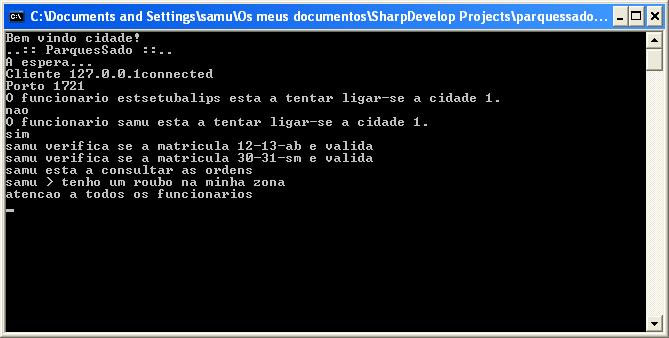 C:\Documents and Settings\samu\Os meus documentos\SharpDevelop Projects\parquessado...
Bem vindo cidade!
..:: ParquesSado ::..
A espera...
Cliente 127.0.0.1connected
Porto 1721
O funcionario estsetubalips esta a tentar ligar-se a cidade 1.
nao
O funcionario samu esta a tentar ligar-se a cidade 1.
sim
samu verifica se a matricula 12-13-ab e valida
samu verifica se a matricula 30-31-sm e valida
samu esta a consultar as ordens
samu > tenho um roubo na minha zona
atencao a todos os funcionarios